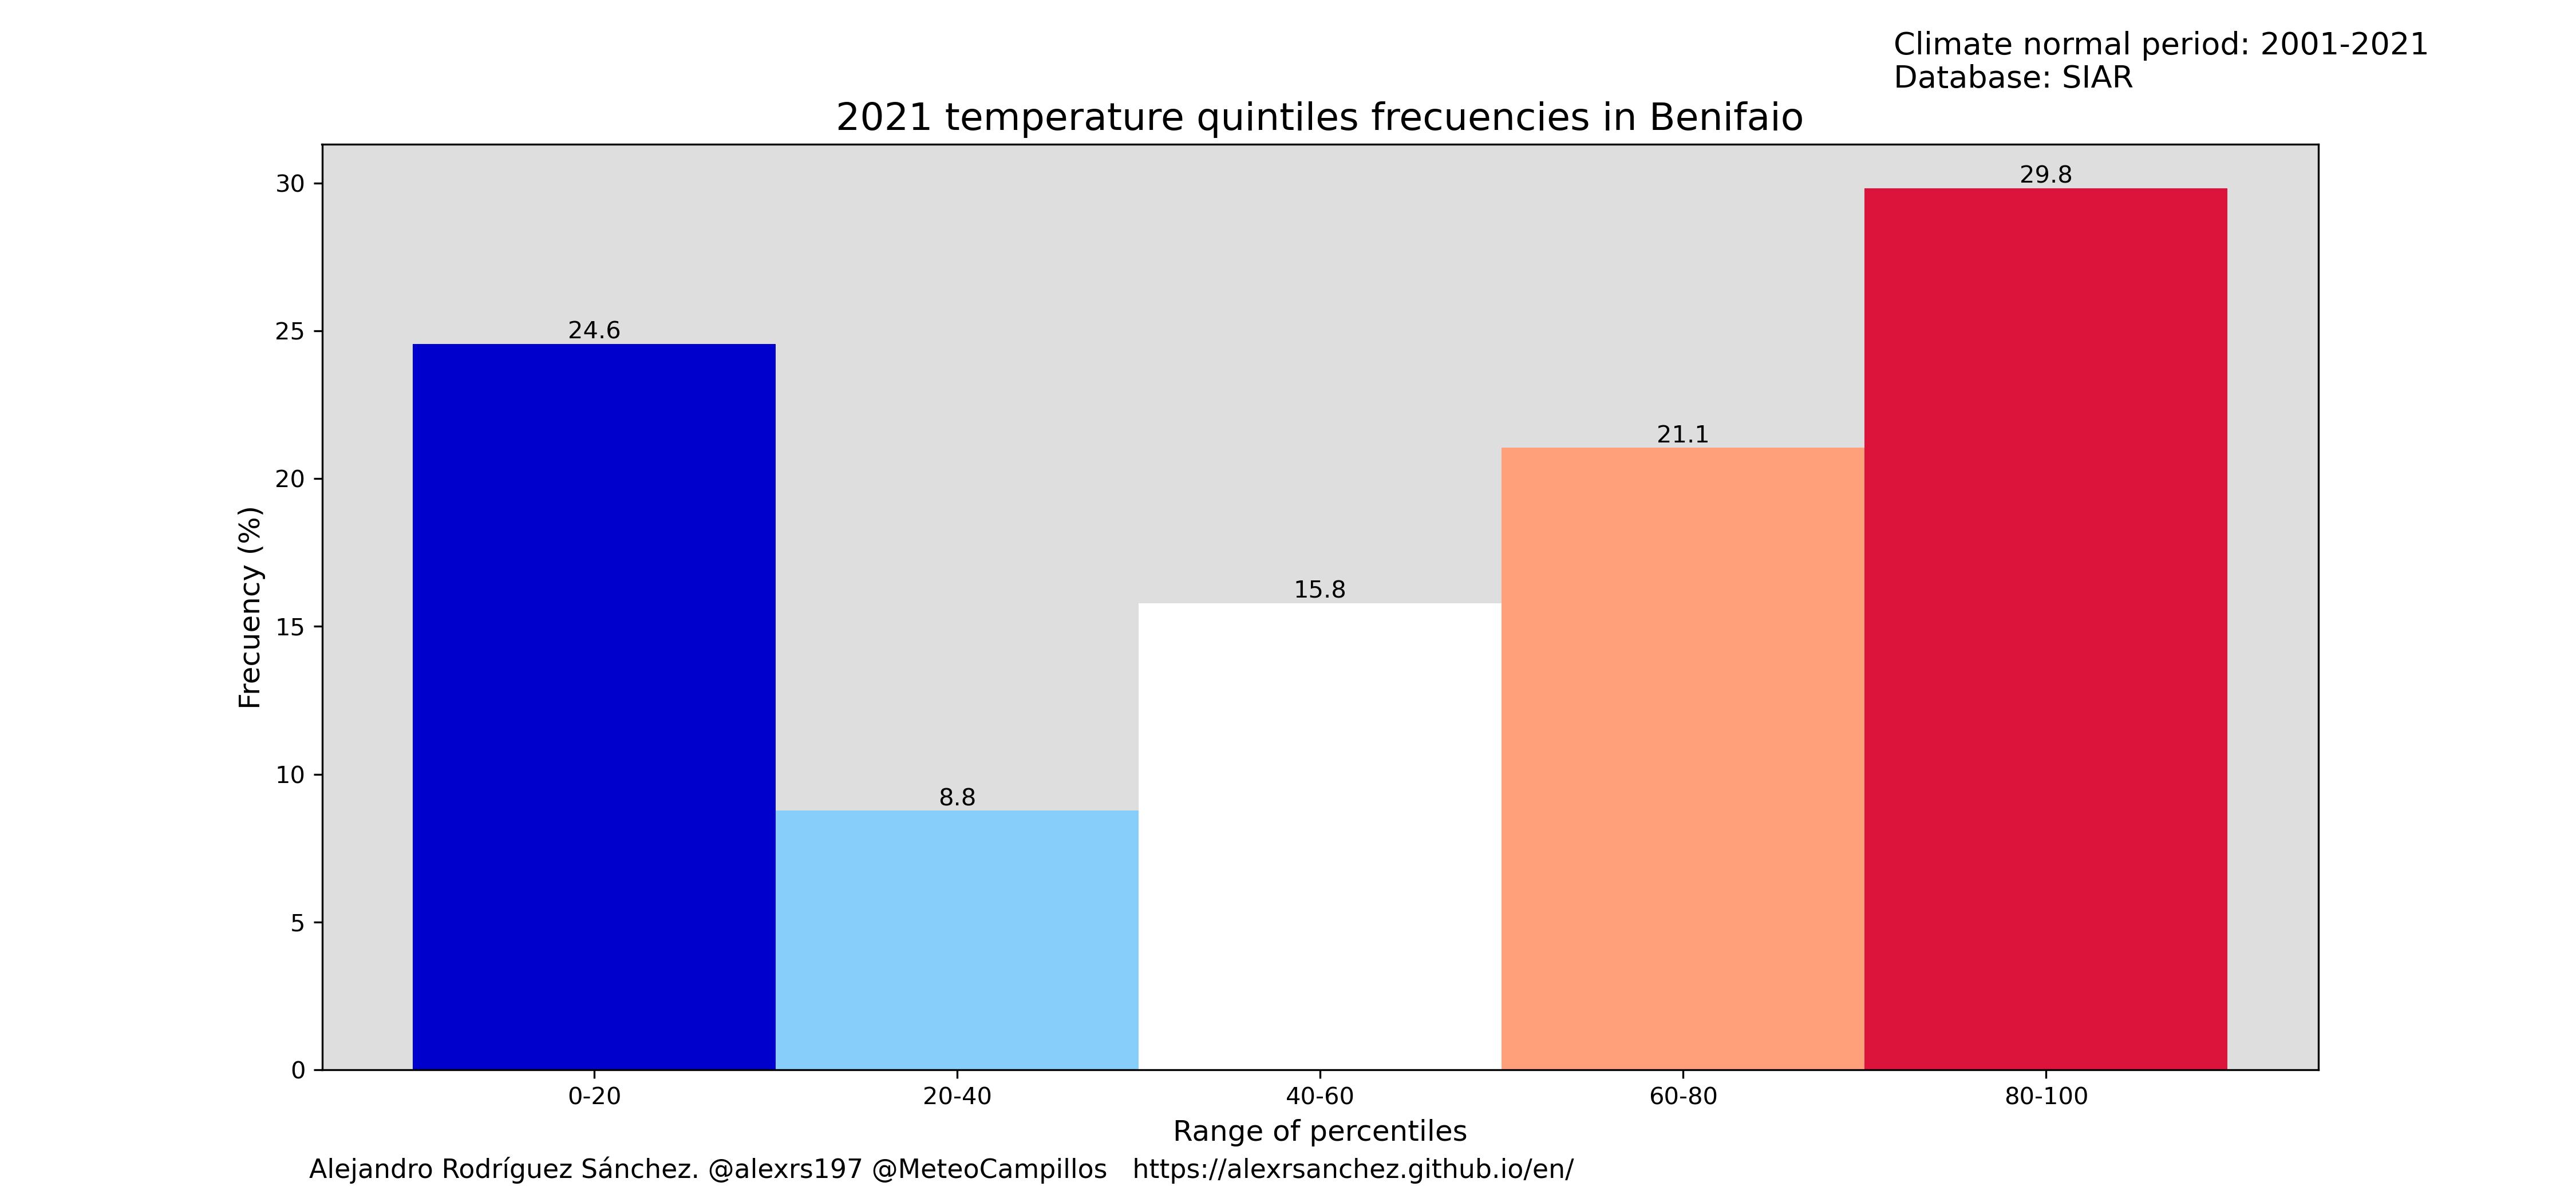 Climate normal period: 2001-2021
Database: SIAR
2021 temperature quintiles frecuencies in Benifaio
30
25
20
15
10
5
0
Frecuency (%)
24.6
8.8
15.8
21.1
29.8
0-20
20-40
40-60
60-80
80-100
Range of percentiles
Alejandro Rodríguez Sánchez. @alexrs197 @MeteoCampillos   https://alexrsanchez.github.io/en/